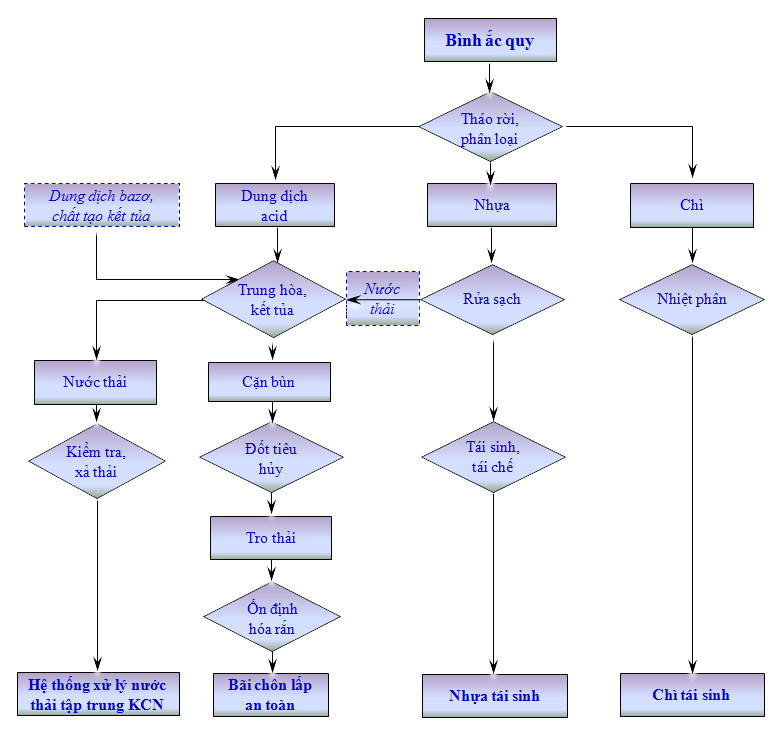 Bình ắc quy
Tháo rời,
phân loại
Dung dịch bazơ,
chất tạo kết tủa
Dung dịch
acid
Nhựa
Chì
Trung hòa,
kết tủa
Nước
thải
Rửa sạch
Nhiệt phân
Nước thải
Cặn bùn
Kiểm tra,
xả thải
Đốt tiêu
hủy
Tái sinh,
tái chế
Tro thải
Ổn định
hóa rắn
Hệ thống xử lý nước
thải tập trung KCN
Bãi chôn lấp
an toàn
Nhựa tái sinh
Chì tái sinh